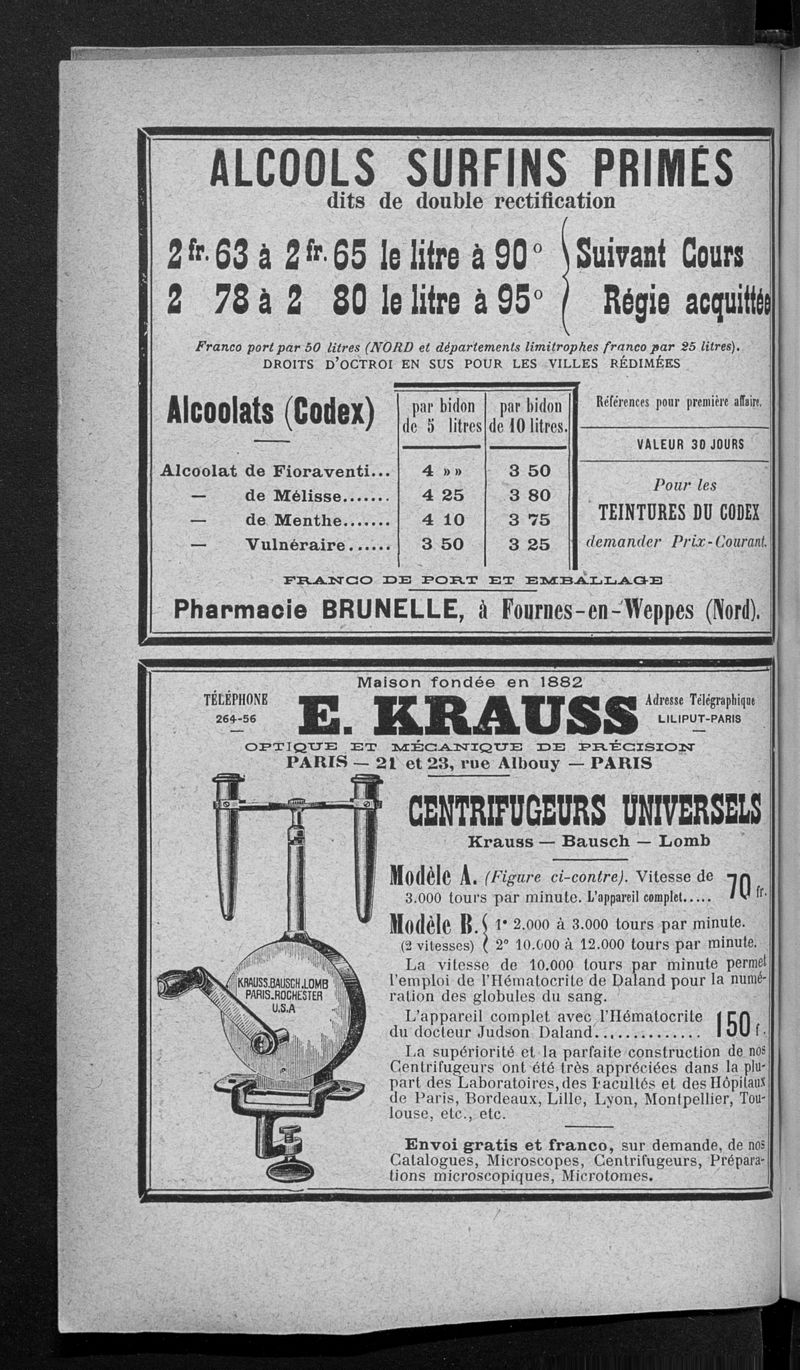 ALCOOLS SURFINS PRIMÉS
dits de double rectification
2 fr. 63 à 2 fr. 65 le litre à 90° Suivant Cours
2 78 à 2 80 le litre à 95° Régie acquittée
Franco port par 50 litres (NORD et départements limitrophes franco par 25 litres).
DROITS D'OCTROI EN SUS POUR LES VILLES RÉDIMÉES
Alcoolats (Codex)
par bidon de 5 litres
par bidon de 10 litres.
Alcoolat de Fioraventi... 4 »» 3 50
— de Mélisse....... 4 25 3 80
— de Menthe....... 4 10 3 75
— Vulnéraire...... 3 50 3 25
Références pour première affaire.
VALEUR 30 JOURS
Pour les
TEINTURES DU CODEX
demander Prix-Courant.
FRANCO DE PORT ET EMBALLAGE
Pharmacie BRUNELLE, à Fournes-en-Weppes (Nord).
Maison fondée en 1882
TÉLÉPHONE
264-56
E. KRAUSS
Adresse Télégraphique
LILIPUT-PARIS
OPTIQUE ET MÉCANIQUE DE PRÉCISION
PARIS — 21 et 23, rue Albouy — PARIS
KRAUSS.BAUSCH.LOMB
PARIS.ROCHESTER
U.S.A
CENTRIFUGEURS UNIVERSELS
Krauss — Bausch — Lomb
Modèle A. (Figure ci-contre). Vitesse de
3.000 tours par minute. L'appareil complet..... 70 fr.
Modèle B. 1° 2.000 à 3.000 tours par minute.
(2 vitesses) 2° 10.000 à 12.000 tours par minute.
La vitesse de 10.000 tours par minute permet
l'emploi de l'Hématocrite de Daland pour la numé-
ration des globules du sang.
L'appareil complet avec l'Hématocrite
du docteur Judson Daland.............. 150 f.
La supériorité et la parfaite construction de nos
Centrifugeurs ont été très appréciées dans la plu-
part des Laboratoires, des Facultés et des Hôpitaux
de Paris, Bordeaux, Lille, Lyon, Montpellier, Tou-
louse, etc., etc.
Envoi gratis et franco, sur demande, de nos
Catalogues, Microscopes, Centrifugeurs, Prépara-
tions microscopiques, Microtomes.